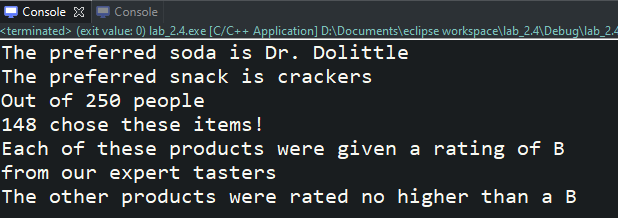 Console Console
<terminated> (exit value: 0) lab_2.4.exe [C/C++ Application] D:\Documents\eclipse workspace\lab_2.4\Debug\lab_2.
The preferred soda is Dr. Dolittle
The preferred snack is crackers
Out of 250 people
148 chose these items!
Each of these products were given a rating of B
from our expert tasters
The other products were rated no higher than a B